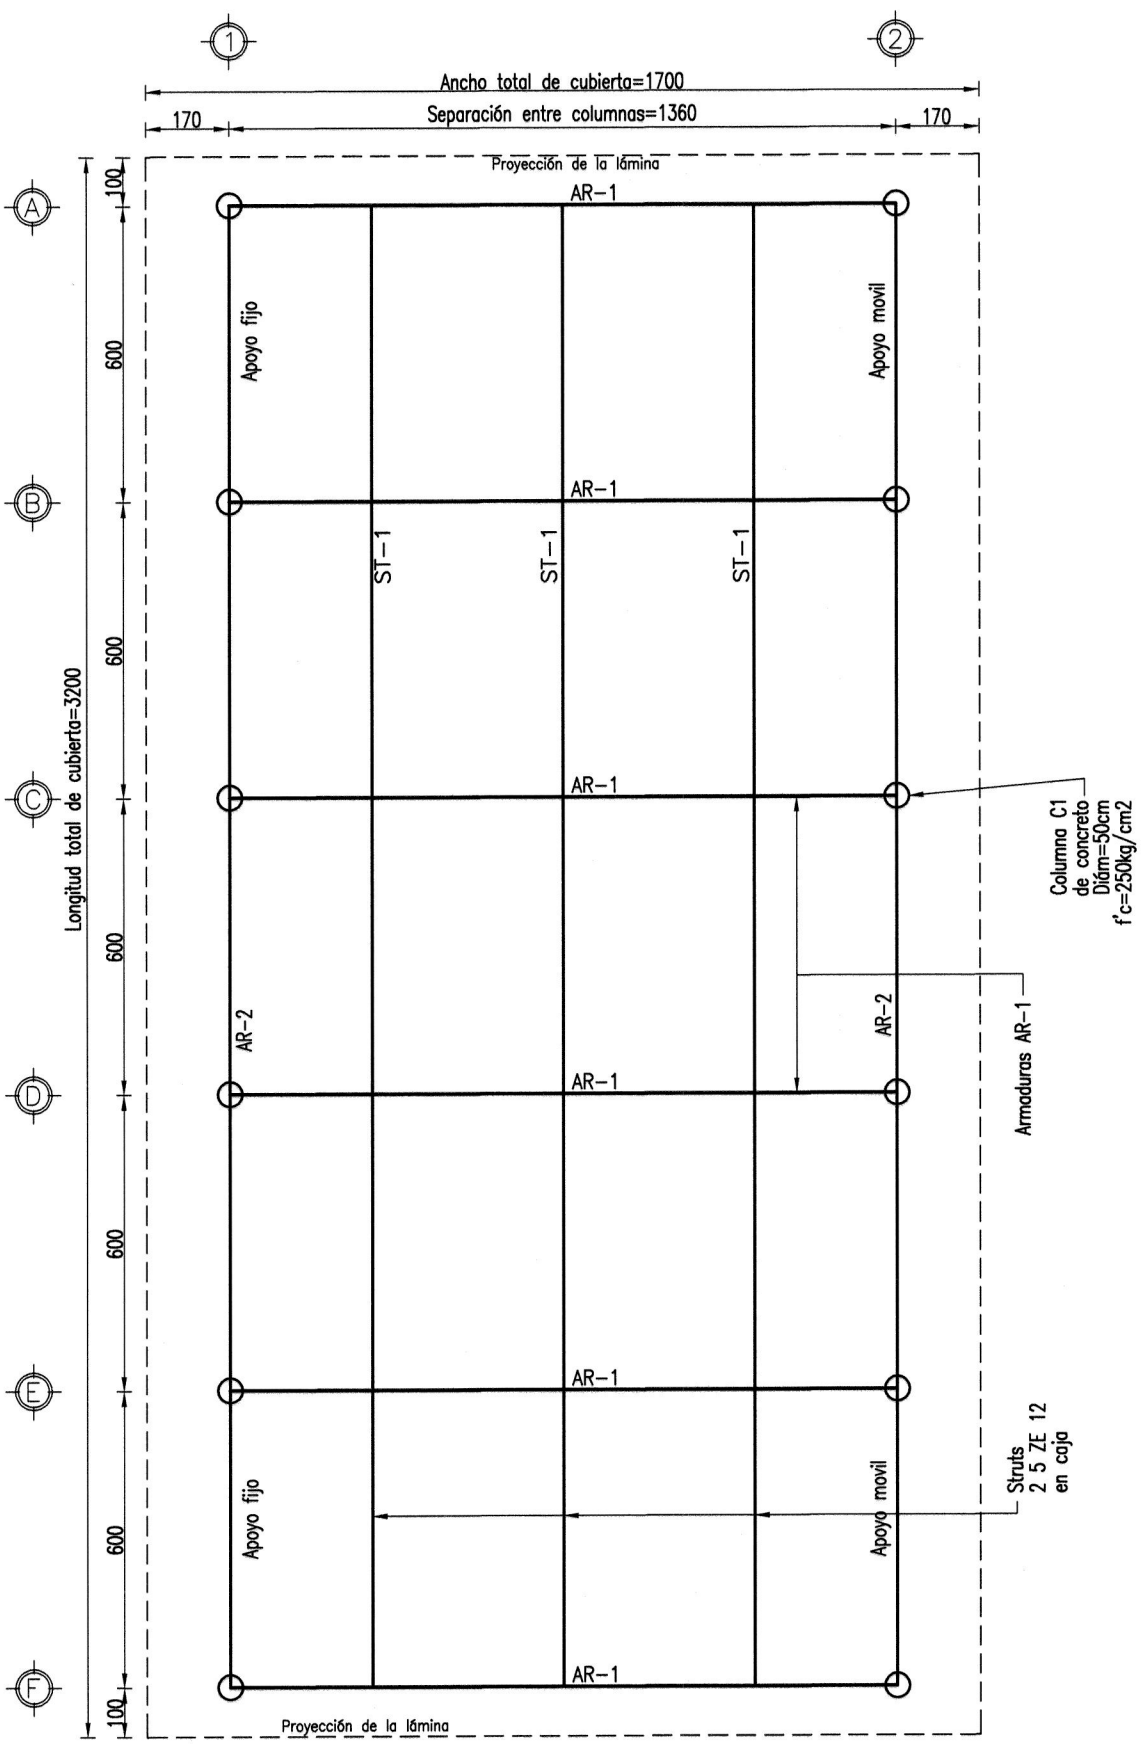 1
2
Ancho total de cubierta=1700
170
Separación entre columnas=1360
170
Proyección de la lámina
100
A
AR-1
Apoyo fijo
Apoyo movil
600
B
AR-1
ST-1
ST-1
ST-1
600
Longitud total de cubierta=3200
C
AR-1
Columna C1
de concreto
Diám=50cm
f'c=250kg/cm2
600
AR-2
AR-2
Armaduras AR-1
D
AR-1
600
E
AR-1
Struts
2 5 ZE 12
en caja
Apoyo fijo
Apoyo movil
600
F
AR-1
100
Proyección de la lámina